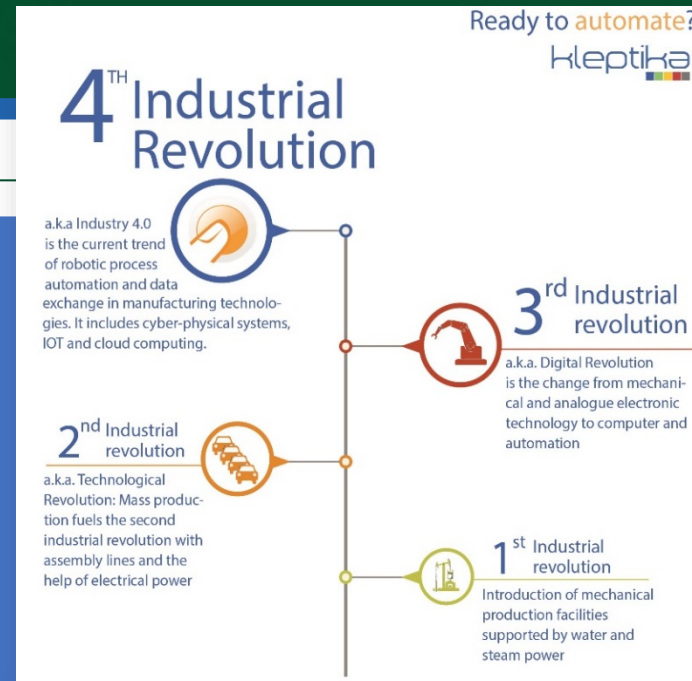 Ready to automate?
kleptika
4TH Industrial
Revolution
a.k.a Industry 4.0
is the current trend
of robotic process
automation and data
exchange in manufacturing technolo-
gies. It includes cyber-physical systems,
IOT and cloud computing.
3rd Industrial
revolution
a.k.a. Digital Revolution
is the change from mechani-
cal and analogue electronic
technology to computer and
automation
2nd Industrial
revolution
a.k.a. Technological
Revolution: Mass produc-
tion fuels the second
industrial revolution with
assembly lines and the
help of electrical power
1st Industrial
revolution
Introduction of mechanical
production facilities
supported by water and
steam power